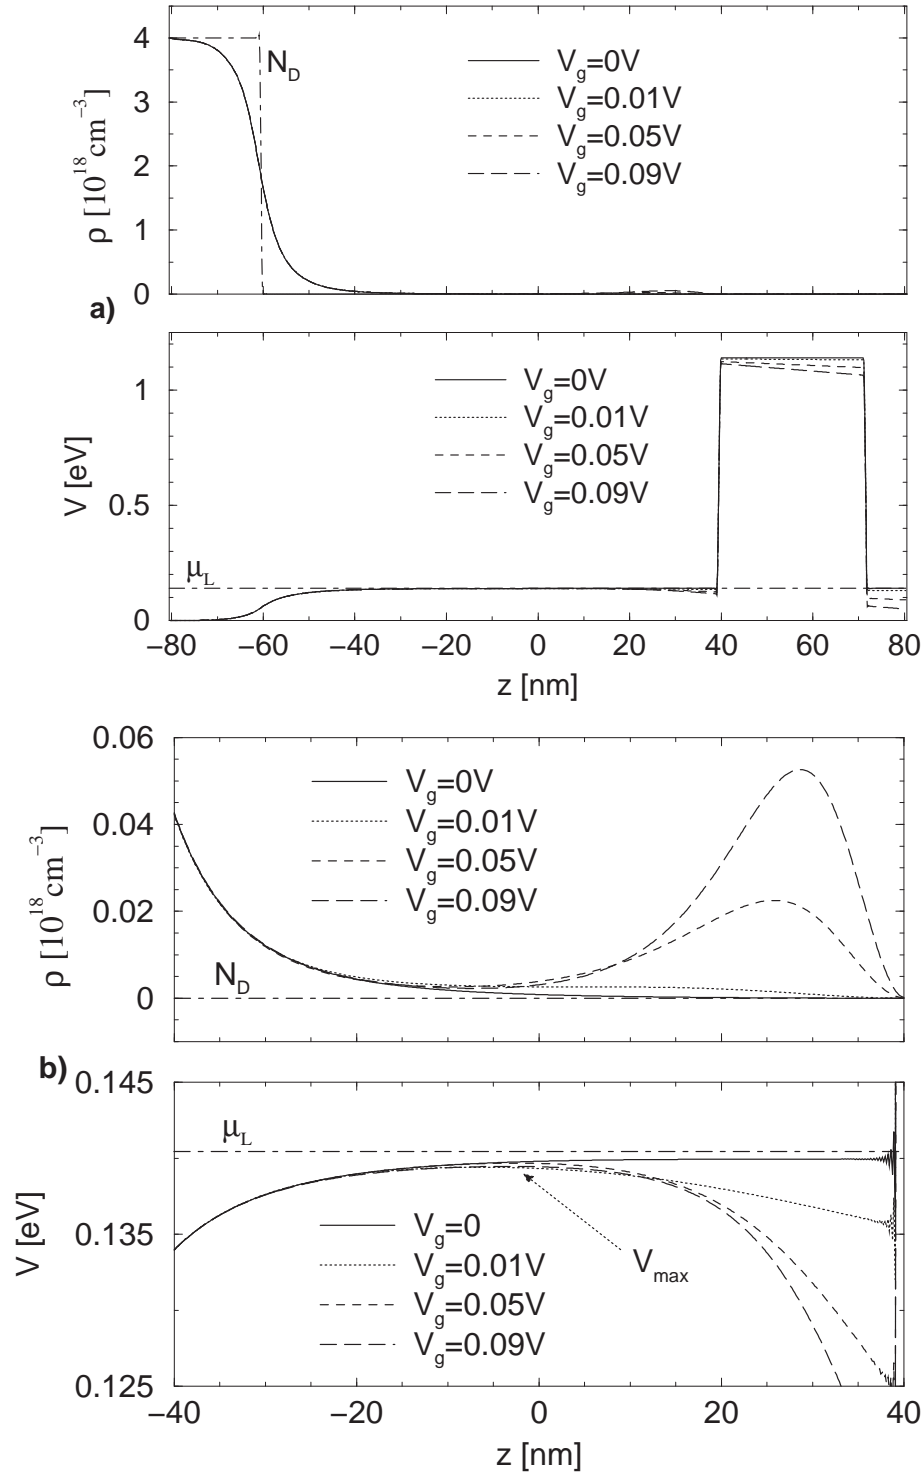 4
3
2
1
0
ρ [10^18 cm^−3]
N_D
V_g=0V
V_g=0.01V
V_g=0.05V
V_g=0.09V
a)
1
0.5
0
V [eV]
μ_L
V_g=0V
V_g=0.01V
V_g=0.05V
V_g=0.09V
−80 −60 −40 −20 0 20 40 60 80
z [nm]
0.06
0.04
0.02
0
ρ [10^18 cm^−3]
V_g=0V
V_g=0.01V
V_g=0.05V
V_g=0.09V
N_D
b)
0.145
0.135
0.125
V [eV]
μ_L
V_g=0
V_g=0.01V
V_g=0.05V
V_g=0.09V
V_max
−40 −20 0 20 40
z [nm]